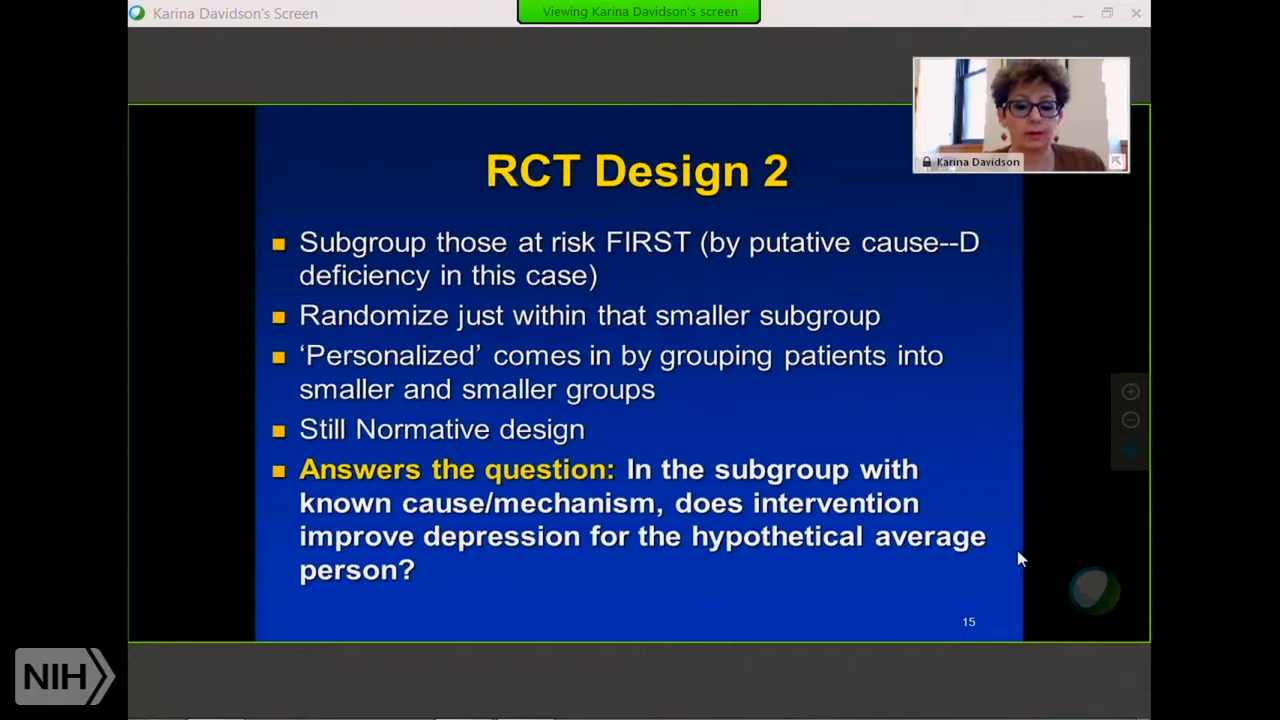 Karina Davidson's Screen
Viewing Karina Davidson's screen
Karina Davidson
RCT Design 2
Subgroup those at risk FIRST (by putative cause--D
deficiency in this case)
Randomize just within that smaller subgroup
‘Personalized’ comes in by grouping patients into
smaller and smaller groups
Still Normative design
Answers the question: In the subgroup with
known cause/mechanism, does intervention
improve depression for the hypothetical average
person?
15
NIH